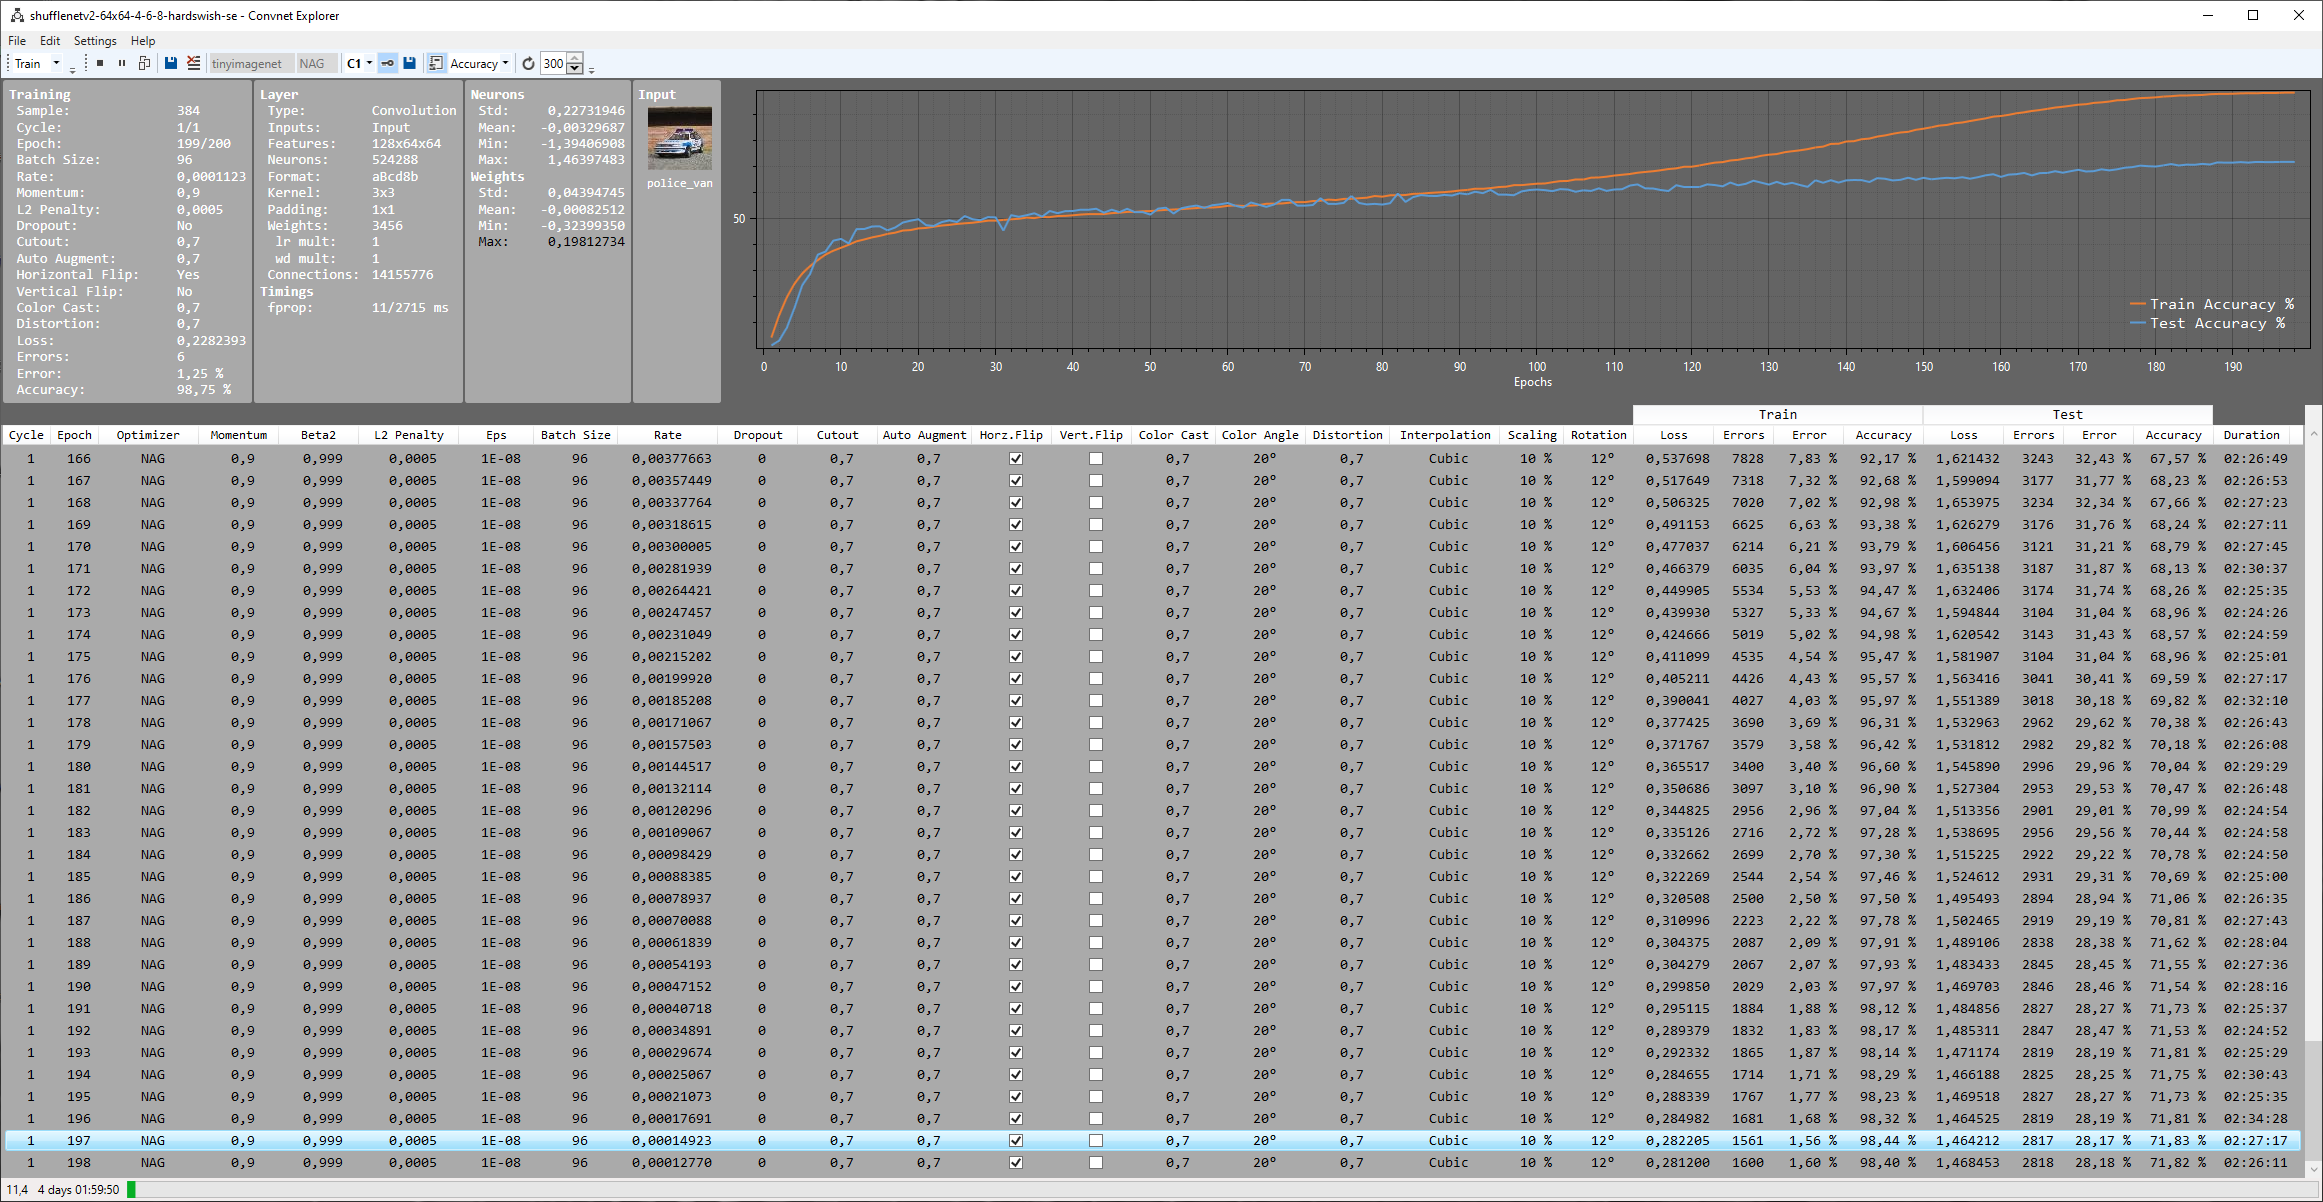 shufflenetv2-64x64-4-6-8-hardswish-se - Convnet Explorer
File Edit Settings Help
Train tinyimagenet NAG C1 Accuracy 300
Training
Sample: 384
Cycle: 1/1
Epoch: 199/200
Batch Size: 96
Rate: 0,0001123
Momentum: 0,9
L2 Penalty: 0,0005
Dropout: No
Cutout: 0,7
Auto Augment: 0,7
Horizontal Flip: Yes
Vertical Flip: No
Color Cast: 0,7
Distortion: 0,7
Loss: 0,2282393
Errors: 6
Error: 1,25 %
Accuracy: 98,75 %
Layer
Type: Convolution
Inputs: Input
Features: 128x64x64
Neurons: 524288
Format: aBcd8b
Kernel: 3x3
Padding: 1x1
Weights: 3456
lr mult: 1
wd mult: 1
Connections: 14155776
Timings
fprop: 11/2715 ms
Neurons
Std: 0,22731946
Mean: -0,00329687
Min: -1,39406908
Max: 1,46397483
Weights
Std: 0,04394745
Mean: -0,00082512
Min: -0,32399350
Max: 0,19812734
Input
police_van
50
Train Accuracy %
Test Accuracy %
0 10 20 30 40 50 60 70 80 90 100 110 120 130 140 150 160 170 180 190
Epochs
Train Test
Cycle Epoch Optimizer Momentum Beta2 L2 Penalty Eps Batch Size Rate Dropout Cutout Auto Augment Horz.Flip Vert.Flip Color Cast Color Angle Distortion Interpolation Scaling Rotation Loss Errors Error Accuracy Loss Errors Error Accuracy Duration
1 166 NAG 0,9 0,999 0,0005 1E-08 96 0,00377663 0 0,7 0,7 0,7 20° 0,7 Cubic 10 % 12° 0,537698 7828 7,83 % 92,17 % 1,621432 3243 32,43 % 67,57 % 02:26:49
1 167 NAG 0,9 0,999 0,0005 1E-08 96 0,00357449 0 0,7 0,7 0,7 20° 0,7 Cubic 10 % 12° 0,517649 7318 7,32 % 92,68 % 1,599094 3177 31,77 % 68,23 % 02:26:53
1 168 NAG 0,9 0,999 0,0005 1E-08 96 0,00337764 0 0,7 0,7 0,7 20° 0,7 Cubic 10 % 12° 0,506325 7020 7,02 % 92,98 % 1,653975 3234 32,34 % 67,66 % 02:27:23
1 169 NAG 0,9 0,999 0,0005 1E-08 96 0,00318615 0 0,7 0,7 0,7 20° 0,7 Cubic 10 % 12° 0,491153 6625 6,63 % 93,38 % 1,626279 3176 31,76 % 68,24 % 02:27:11
1 170 NAG 0,9 0,999 0,0005 1E-08 96 0,00300005 0 0,7 0,7 0,7 20° 0,7 Cubic 10 % 12° 0,477037 6214 6,21 % 93,79 % 1,606456 3121 31,21 % 68,79 % 02:27:45
1 171 NAG 0,9 0,999 0,0005 1E-08 96 0,00281939 0 0,7 0,7 0,7 20° 0,7 Cubic 10 % 12° 0,466379 6035 6,04 % 93,97 % 1,635138 3187 31,87 % 68,13 % 02:30:37
1 172 NAG 0,9 0,999 0,0005 1E-08 96 0,00264421 0 0,7 0,7 0,7 20° 0,7 Cubic 10 % 12° 0,449905 5534 5,53 % 94,47 % 1,632406 3174 31,74 % 68,26 % 02:25:35
1 173 NAG 0,9 0,999 0,0005 1E-08 96 0,00247457 0 0,7 0,7 0,7 20° 0,7 Cubic 10 % 12° 0,439930 5327 5,33 % 94,67 % 1,594844 3104 31,04 % 68,96 % 02:24:26
1 174 NAG 0,9 0,999 0,0005 1E-08 96 0,00231049 0 0,7 0,7 0,7 20° 0,7 Cubic 10 % 12° 0,424666 5019 5,02 % 94,98 % 1,620542 3143 31,43 % 68,57 % 02:24:59
1 175 NAG 0,9 0,999 0,0005 1E-08 96 0,00215202 0 0,7 0,7 0,7 20° 0,7 Cubic 10 % 12° 0,411099 4535 4,54 % 95,47 % 1,581907 3104 31,04 % 68,96 % 02:25:01
1 176 NAG 0,9 0,999 0,0005 1E-08 96 0,00199920 0 0,7 0,7 0,7 20° 0,7 Cubic 10 % 12° 0,405211 4426 4,43 % 95,57 % 1,563416 3041 30,41 % 69,59 % 02:27:17
1 177 NAG 0,9 0,999 0,0005 1E-08 96 0,00185208 0 0,7 0,7 0,7 20° 0,7 Cubic 10 % 12° 0,390041 4027 4,03 % 95,97 % 1,551389 3018 30,18 % 69,82 % 02:32:10
1 178 NAG 0,9 0,999 0,0005 1E-08 96 0,00171067 0 0,7 0,7 0,7 20° 0,7 Cubic 10 % 12° 0,377425 3690 3,69 % 96,31 % 1,532963 2962 29,62 % 70,38 % 02:26:43
1 179 NAG 0,9 0,999 0,0005 1E-08 96 0,00157503 0 0,7 0,7 0,7 20° 0,7 Cubic 10 % 12° 0,371767 3579 3,58 % 96,42 % 1,531812 2982 29,82 % 70,18 % 02:26:08
1 180 NAG 0,9 0,999 0,0005 1E-08 96 0,00144517 0 0,7 0,7 0,7 20° 0,7 Cubic 10 % 12° 0,365517 3400 3,40 % 96,60 % 1,545890 2996 29,96 % 70,04 % 02:29:29
1 181 NAG 0,9 0,999 0,0005 1E-08 96 0,00132114 0 0,7 0,7 0,7 20° 0,7 Cubic 10 % 12° 0,350686 3097 3,10 % 96,90 % 1,527304 2953 29,53 % 70,47 % 02:26:48
1 182 NAG 0,9 0,999 0,0005 1E-08 96 0,00120296 0 0,7 0,7 0,7 20° 0,7 Cubic 10 % 12° 0,344825 2956 2,96 % 97,04 % 1,513356 2901 29,01 % 70,99 % 02:24:54
1 183 NAG 0,9 0,999 0,0005 1E-08 96 0,00109067 0 0,7 0,7 0,7 20° 0,7 Cubic 10 % 12° 0,335126 2716 2,72 % 97,28 % 1,538695 2956 29,56 % 70,44 % 02:24:58
1 184 NAG 0,9 0,999 0,0005 1E-08 96 0,00098429 0 0,7 0,7 0,7 20° 0,7 Cubic 10 % 12° 0,332662 2699 2,70 % 97,30 % 1,515225 2922 29,22 % 70,78 % 02:24:50
1 185 NAG 0,9 0,999 0,0005 1E-08 96 0,00088385 0 0,7 0,7 0,7 20° 0,7 Cubic 10 % 12° 0,322269 2544 2,54 % 97,46 % 1,524612 2931 29,31 % 70,69 % 02:25:00
1 186 NAG 0,9 0,999 0,0005 1E-08 96 0,00078937 0 0,7 0,7 0,7 20° 0,7 Cubic 10 % 12° 0,320508 2500 2,50 % 97,50 % 1,495493 2894 28,94 % 71,06 % 02:26:35
1 187 NAG 0,9 0,999 0,0005 1E-08 96 0,00070088 0 0,7 0,7 0,7 20° 0,7 Cubic 10 % 12° 0,310996 2223 2,22 % 97,78 % 1,502465 2919 29,19 % 70,81 % 02:27:43
1 188 NAG 0,9 0,999 0,0005 1E-08 96 0,00061839 0 0,7 0,7 0,7 20° 0,7 Cubic 10 % 12° 0,304375 2087 2,09 % 97,91 % 1,489106 2838 28,38 % 71,62 % 02:28:04
1 189 NAG 0,9 0,999 0,0005 1E-08 96 0,00054193 0 0,7 0,7 0,7 20° 0,7 Cubic 10 % 12° 0,304279 2067 2,07 % 97,93 % 1,483433 2845 28,45 % 71,55 % 02:27:36
1 190 NAG 0,9 0,999 0,0005 1E-08 96 0,00047152 0 0,7 0,7 0,7 20° 0,7 Cubic 10 % 12° 0,299850 2029 2,03 % 97,97 % 1,469703 2846 28,46 % 71,54 % 02:28:16
1 191 NAG 0,9 0,999 0,0005 1E-08 96 0,00040718 0 0,7 0,7 0,7 20° 0,7 Cubic 10 % 12° 0,295115 1884 1,88 % 98,12 % 1,484856 2827 28,27 % 71,73 % 02:25:37
1 192 NAG 0,9 0,999 0,0005 1E-08 96 0,00034891 0 0,7 0,7 0,7 20° 0,7 Cubic 10 % 12° 0,289379 1832 1,83 % 98,17 % 1,485311 2847 28,47 % 71,53 % 02:24:52
1 193 NAG 0,9 0,999 0,0005 1E-08 96 0,00029674 0 0,7 0,7 0,7 20° 0,7 Cubic 10 % 12° 0,292332 1865 1,87 % 98,14 % 1,471174 2819 28,19 % 71,81 % 02:25:29
1 194 NAG 0,9 0,999 0,0005 1E-08 96 0,00025067 0 0,7 0,7 0,7 20° 0,7 Cubic 10 % 12° 0,284655 1714 1,71 % 98,29 % 1,466188 2825 28,25 % 71,75 % 02:30:43
1 195 NAG 0,9 0,999 0,0005 1E-08 96 0,00021073 0 0,7 0,7 0,7 20° 0,7 Cubic 10 % 12° 0,288339 1767 1,77 % 98,23 % 1,469518 2827 28,27 % 71,73 % 02:25:35
1 196 NAG 0,9 0,999 0,0005 1E-08 96 0,00017691 0 0,7 0,7 0,7 20° 0,7 Cubic 10 % 12° 0,284982 1681 1,68 % 98,32 % 1,464525 2819 28,19 % 71,81 % 02:34:28
1 197 NAG 0,9 0,999 0,0005 1E-08 96 0,00014923 0 0,7 0,7 0,7 20° 0,7 Cubic 10 % 12° 0,282205 1561 1,56 % 98,44 % 1,464212 2817 28,17 % 71,83 % 02:27:17
1 198 NAG 0,9 0,999 0,0005 1E-08 96 0,00012770 0 0,7 0,7 0,7 20° 0,7 Cubic 10 % 12° 0,281200 1600 1,60 % 98,40 % 1,468453 2818 28,18 % 71,82 % 02:26:11
11,4 4 days 01:59:50